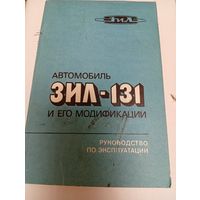 ЗИЛ
АВТОМОБИЛЬ
ЗИЛ-131
И ЕГО МОДИФИКАЦИИ
РУКОВОДСТВО
ПО ЭКСПЛУАТАЦИИ